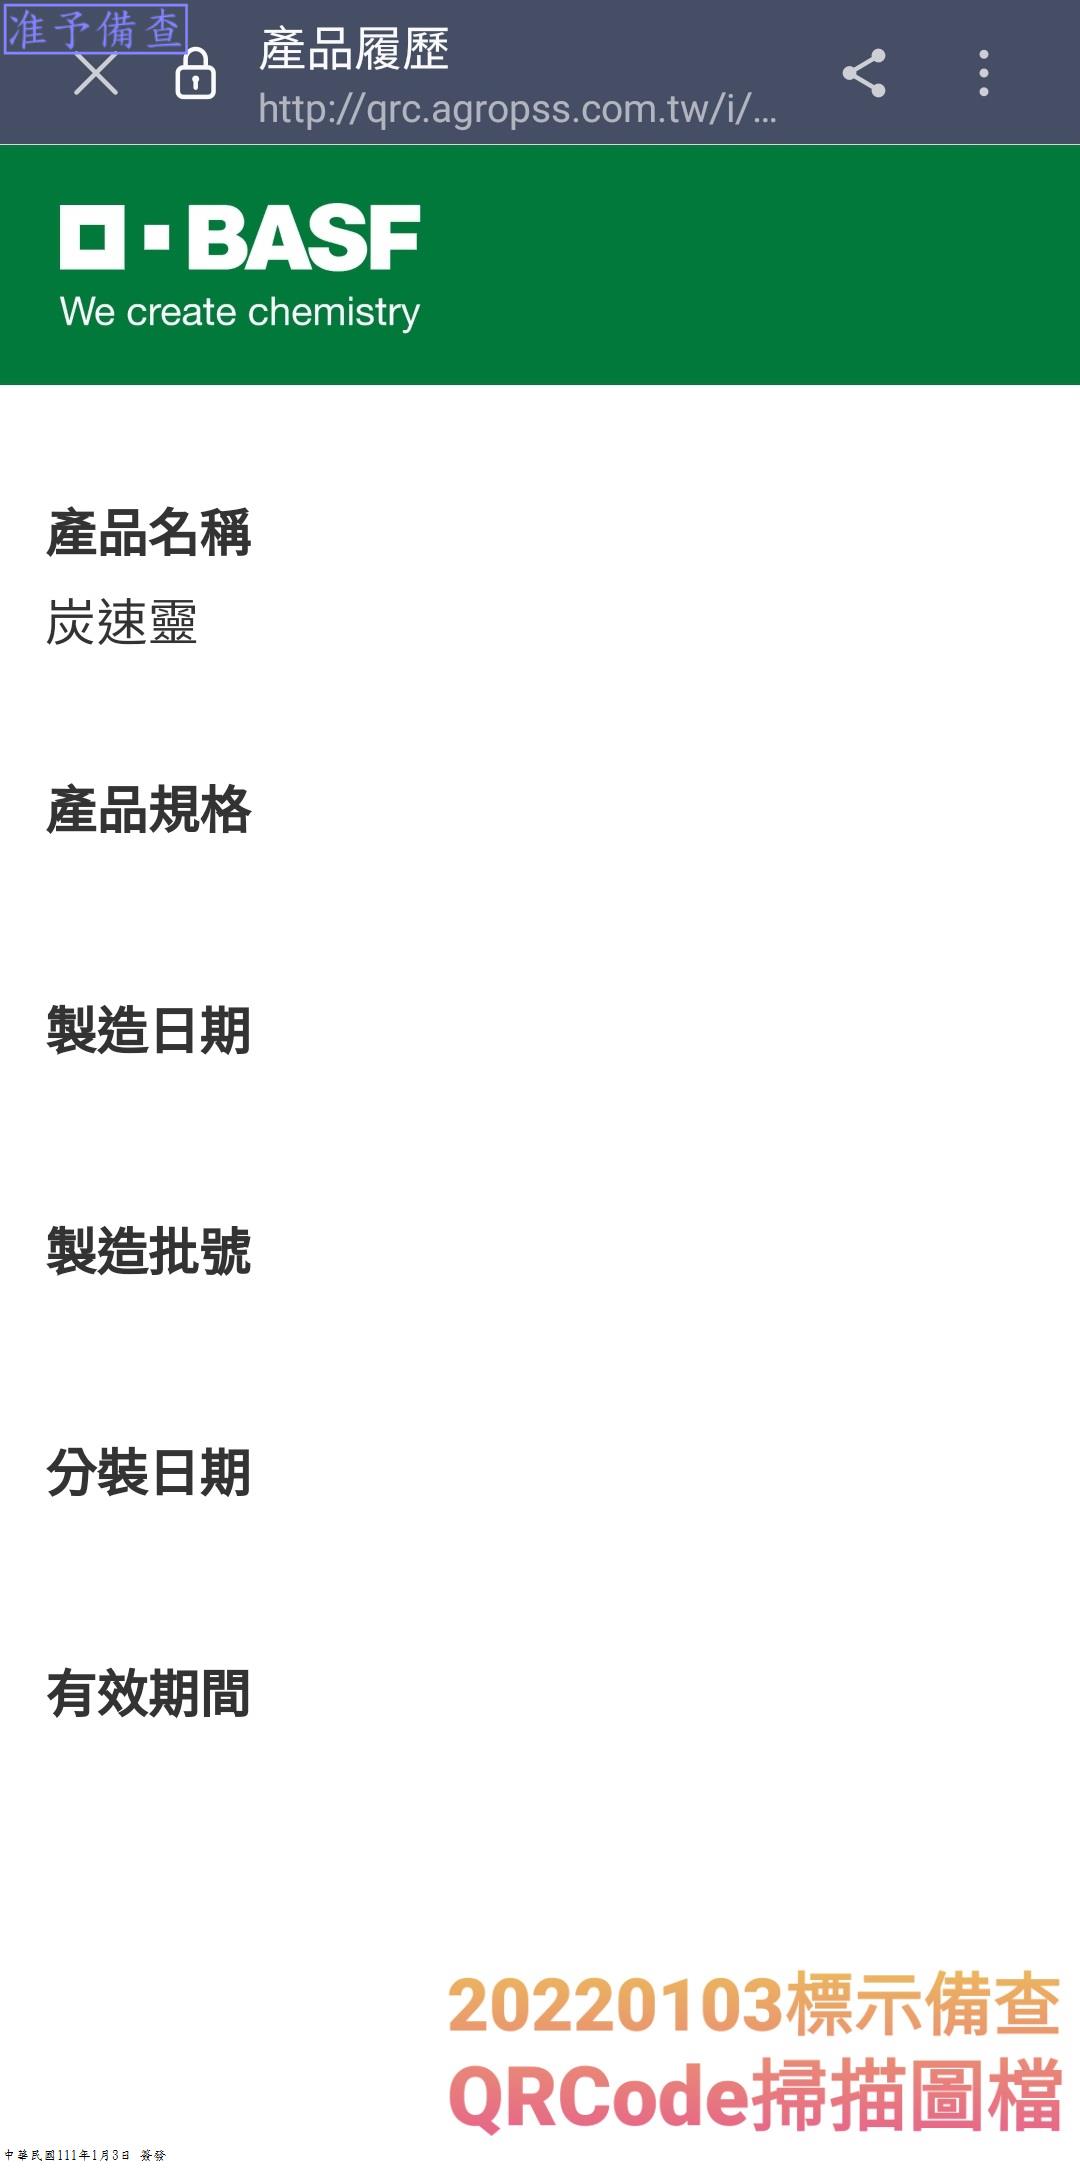 准予備查
產品履歷
http://qrc.agropss.com.tw/i/...
BASF
We create chemistry
產品名稱
炭速靈
產品規格
製造日期
製造批號
分裝日期
有效期間
20220103標示備查
QRCode掃描圖檔
中華民國111年1月3日 簽發